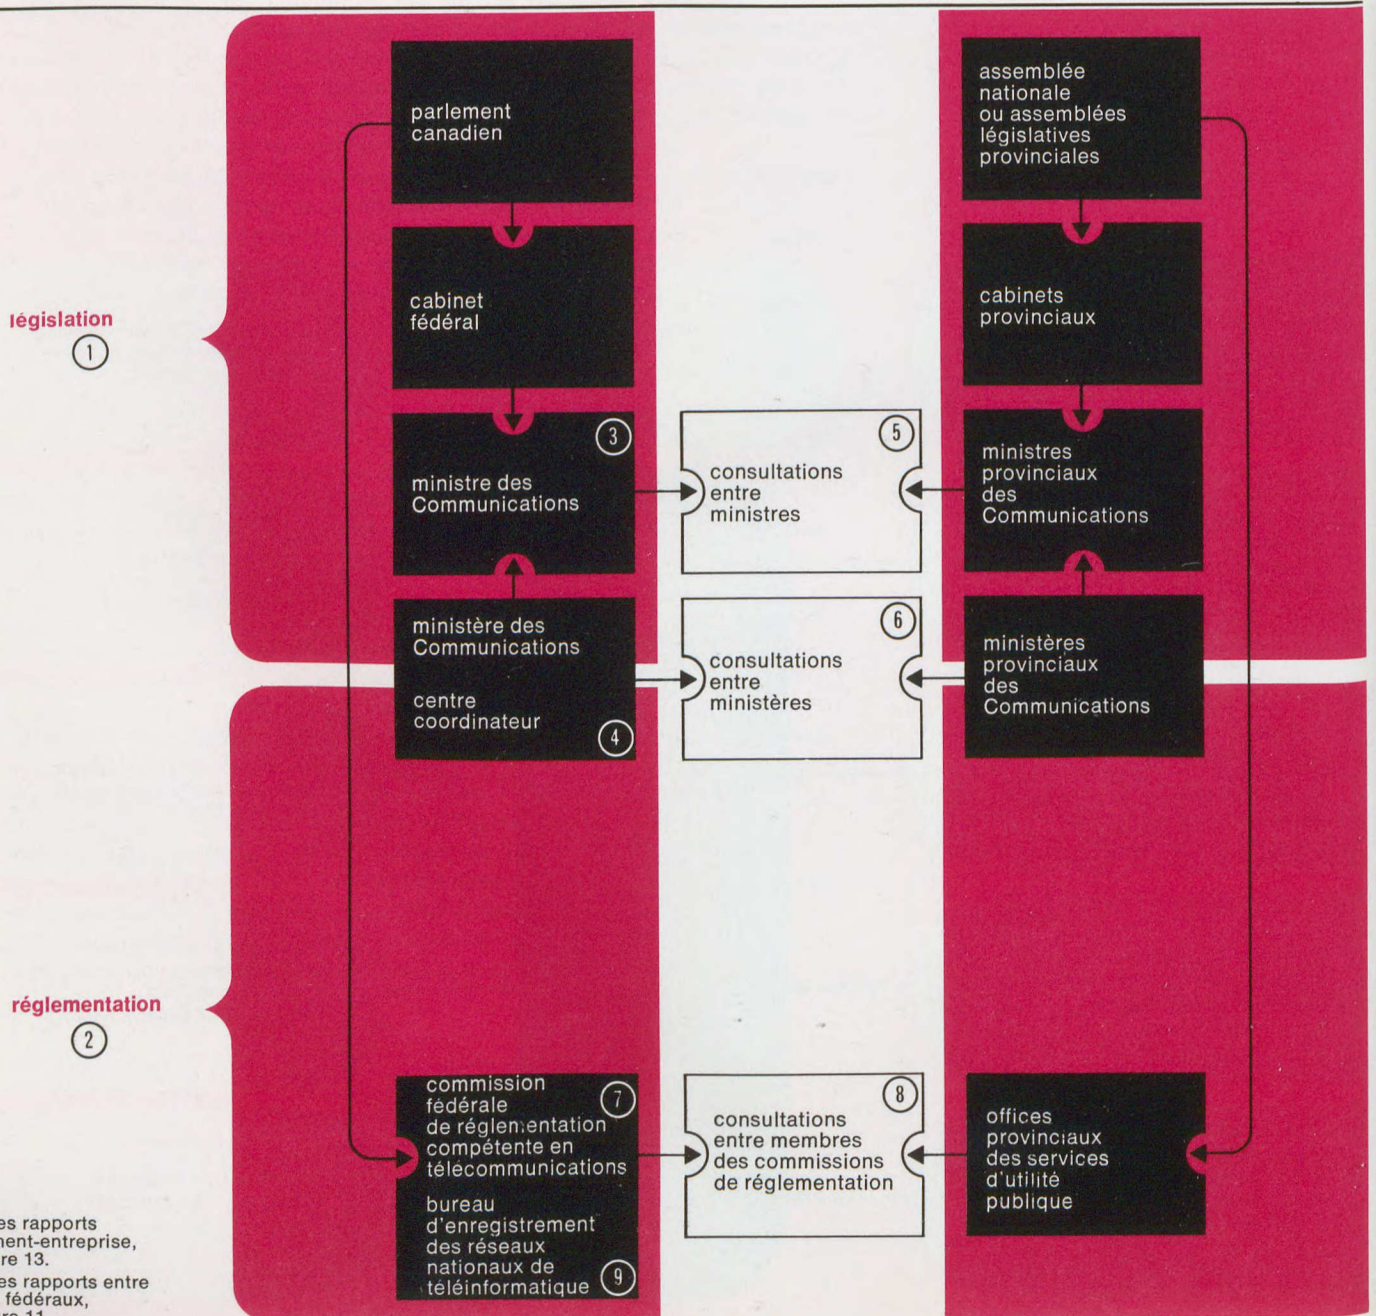 parlement
canadien
assemblée
nationale
ou assemblées
législatives
provinciales
cabinet
fédéral
cabinets
provinciaux
législation
1
3
ministre des
Communications
5
consultations
entre
ministres
ministres
provinciaux
des
Communications
ministère des
Communications
centre
coordinateur
4
6
consultations
entre
ministères
ministères
provinciaux
des
Communications
réglementation
2
commission
fédérale
de réglementation
compétente en
télécommunications
7
bureau
d'enregistrement
des réseaux
nationaux de
téléinformatique
9
8
consultations
entre membres
des commissions
de réglementation
offices
provinciaux
des services
d'utilité
publique
es rapports
ent-entreprise,
re 13.
es rapports entre
fédéraux,